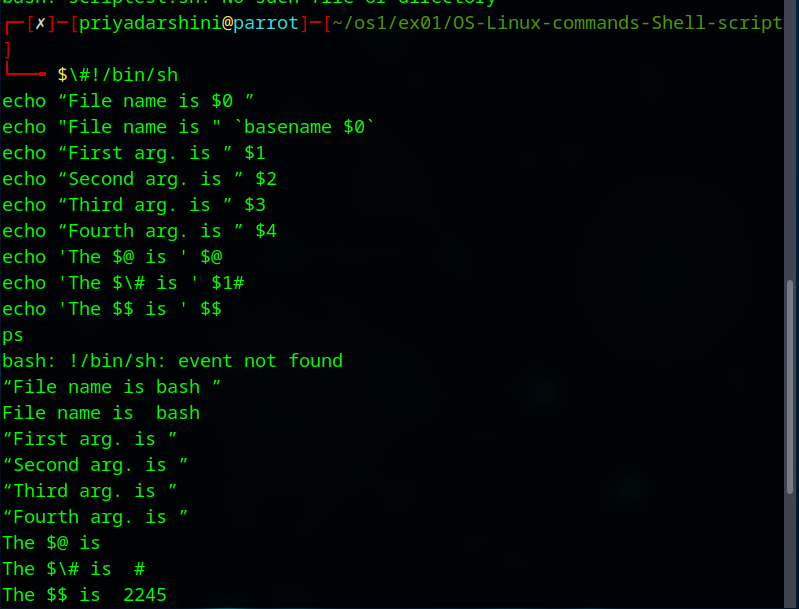 bash: scriptest.sh: No such file or directory
┌─[✗]─[priyadarshini@parrot]─[~/os1/ex01/OS-Linux-commands-Shell-script
]
└──╼ $\#!/bin/sh
echo “File name is $0 ”
echo "File name is " `basename $0`
echo “First arg. is ” $1
echo “Second arg. is ” $2
echo “Third arg. is ” $3
echo “Fourth arg. is ” $4
echo 'The $@ is ' $@
echo 'The $\# is ' $1#
echo 'The $$ is ' $$
ps
bash: !/bin/sh: event not found
“File name is bash ”
File name is  bash
“First arg. is ”
“Second arg. is ”
“Third arg. is ”
“Fourth arg. is ”
The $@ is
The $\# is  #
The $$ is  2245